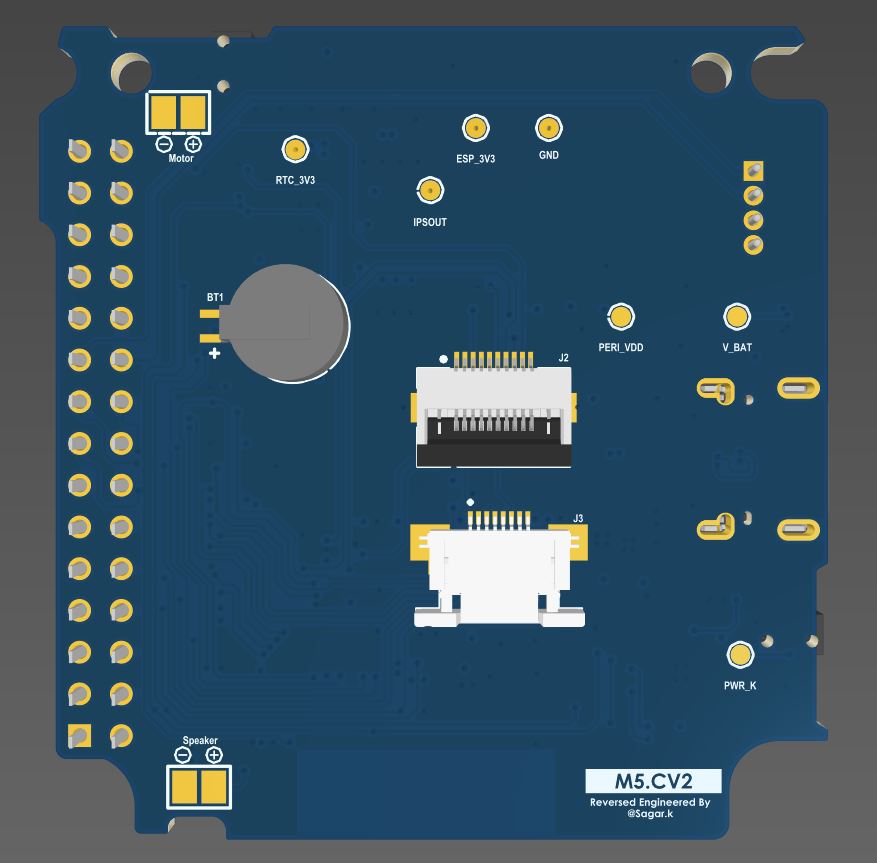 Motor
RTC_3V3
ESP_3V3
GND
IPSOUT
BT1
PERI_VDD
V_BAT
J2
J3
PWR_K
Speaker
M5.CV2
Reversed Engineered By
@Sagar.k